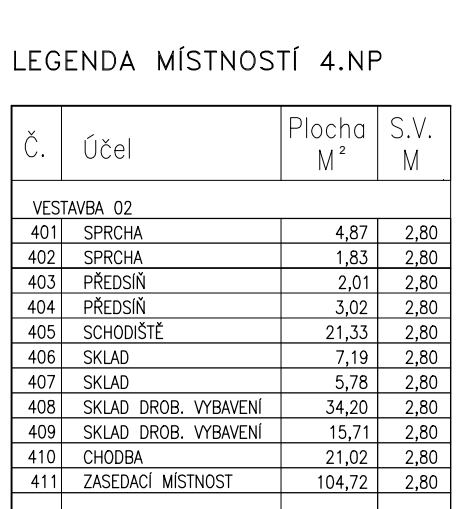 LEGENDA MÍSTNOSTÍ 4.NP
Č. Účel Plocha M² S.V. M
VESTAVBA 02
401 SPRCHA 4,87 2,80
402 SPRCHA 1,83 2,80
403 PŘEDSÍŇ 2,01 2,80
404 PŘEDSÍŇ 3,02 2,80
405 SCHODIŠTĚ 21,33 2,80
406 SKLAD 7,19 2,80
407 SKLAD 5,78 2,80
408 SKLAD DROB. VYBAVENÍ 34,20 2,80
409 SKLAD DROB. VYBAVENÍ 15,71 2,80
410 CHODBA 21,02 2,80
411 ZASEDACÍ MÍSTNOST 104,72 2,80